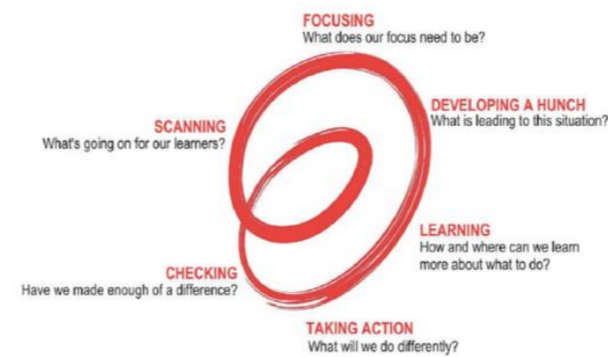 FOCUSING
What does our focus need to be?
DEVELOPING A HUNCH
What is leading to this situation?
SCANNING
What's going on for our learners?
LEARNING
How and where can we learn
more about what to do?
CHECKING
Have we made enough of a difference?
TAKING ACTION
What will we do differently?